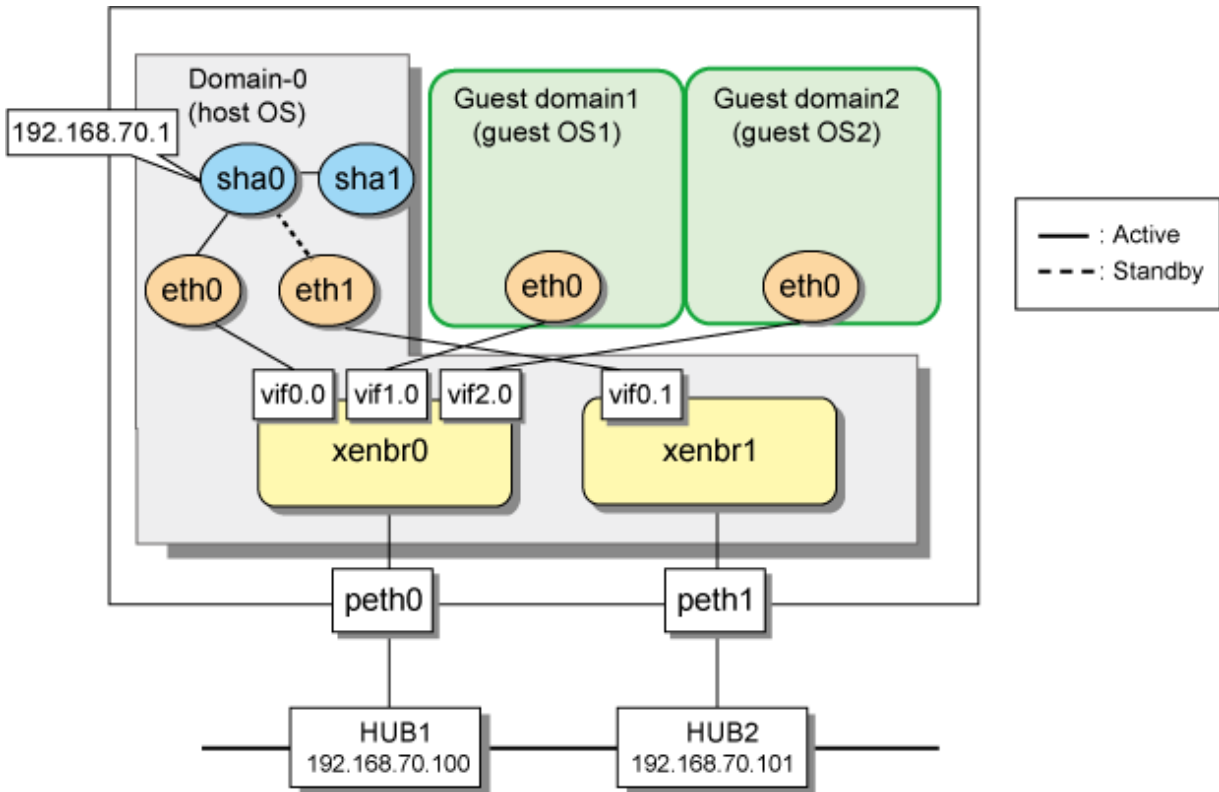 Domain-0
(host OS)
Guest domain1
(guest OS1)
Guest domain2
(guest OS2)
192.168.70.1
sha0
sha1
: Active
: Standby
eth0
eth1
eth0
eth0
vif0.0
vif1.0
vif2.0
vif0.1
xenbr0
xenbr1
peth0
peth1
HUB1
192.168.70.100
HUB2
192.168.70.101